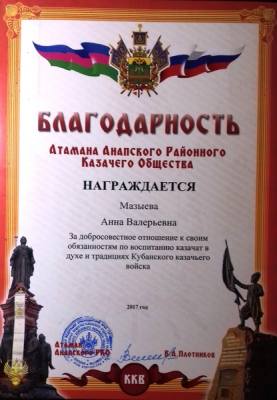 БЛАГОДАРНОСТЬ
Атамана Анапского Районного
Казачего Общества
НАГРАЖДАЕТСЯ
Мазыева
Анна Валерьевна
За добросовестное отношение к своим
обязанностям по воспитанию казачат в
духе и традициях Кубанского казачьего
войска
2017 год
Атаман
Анапского РКО
В.А.Плотников
ККВ